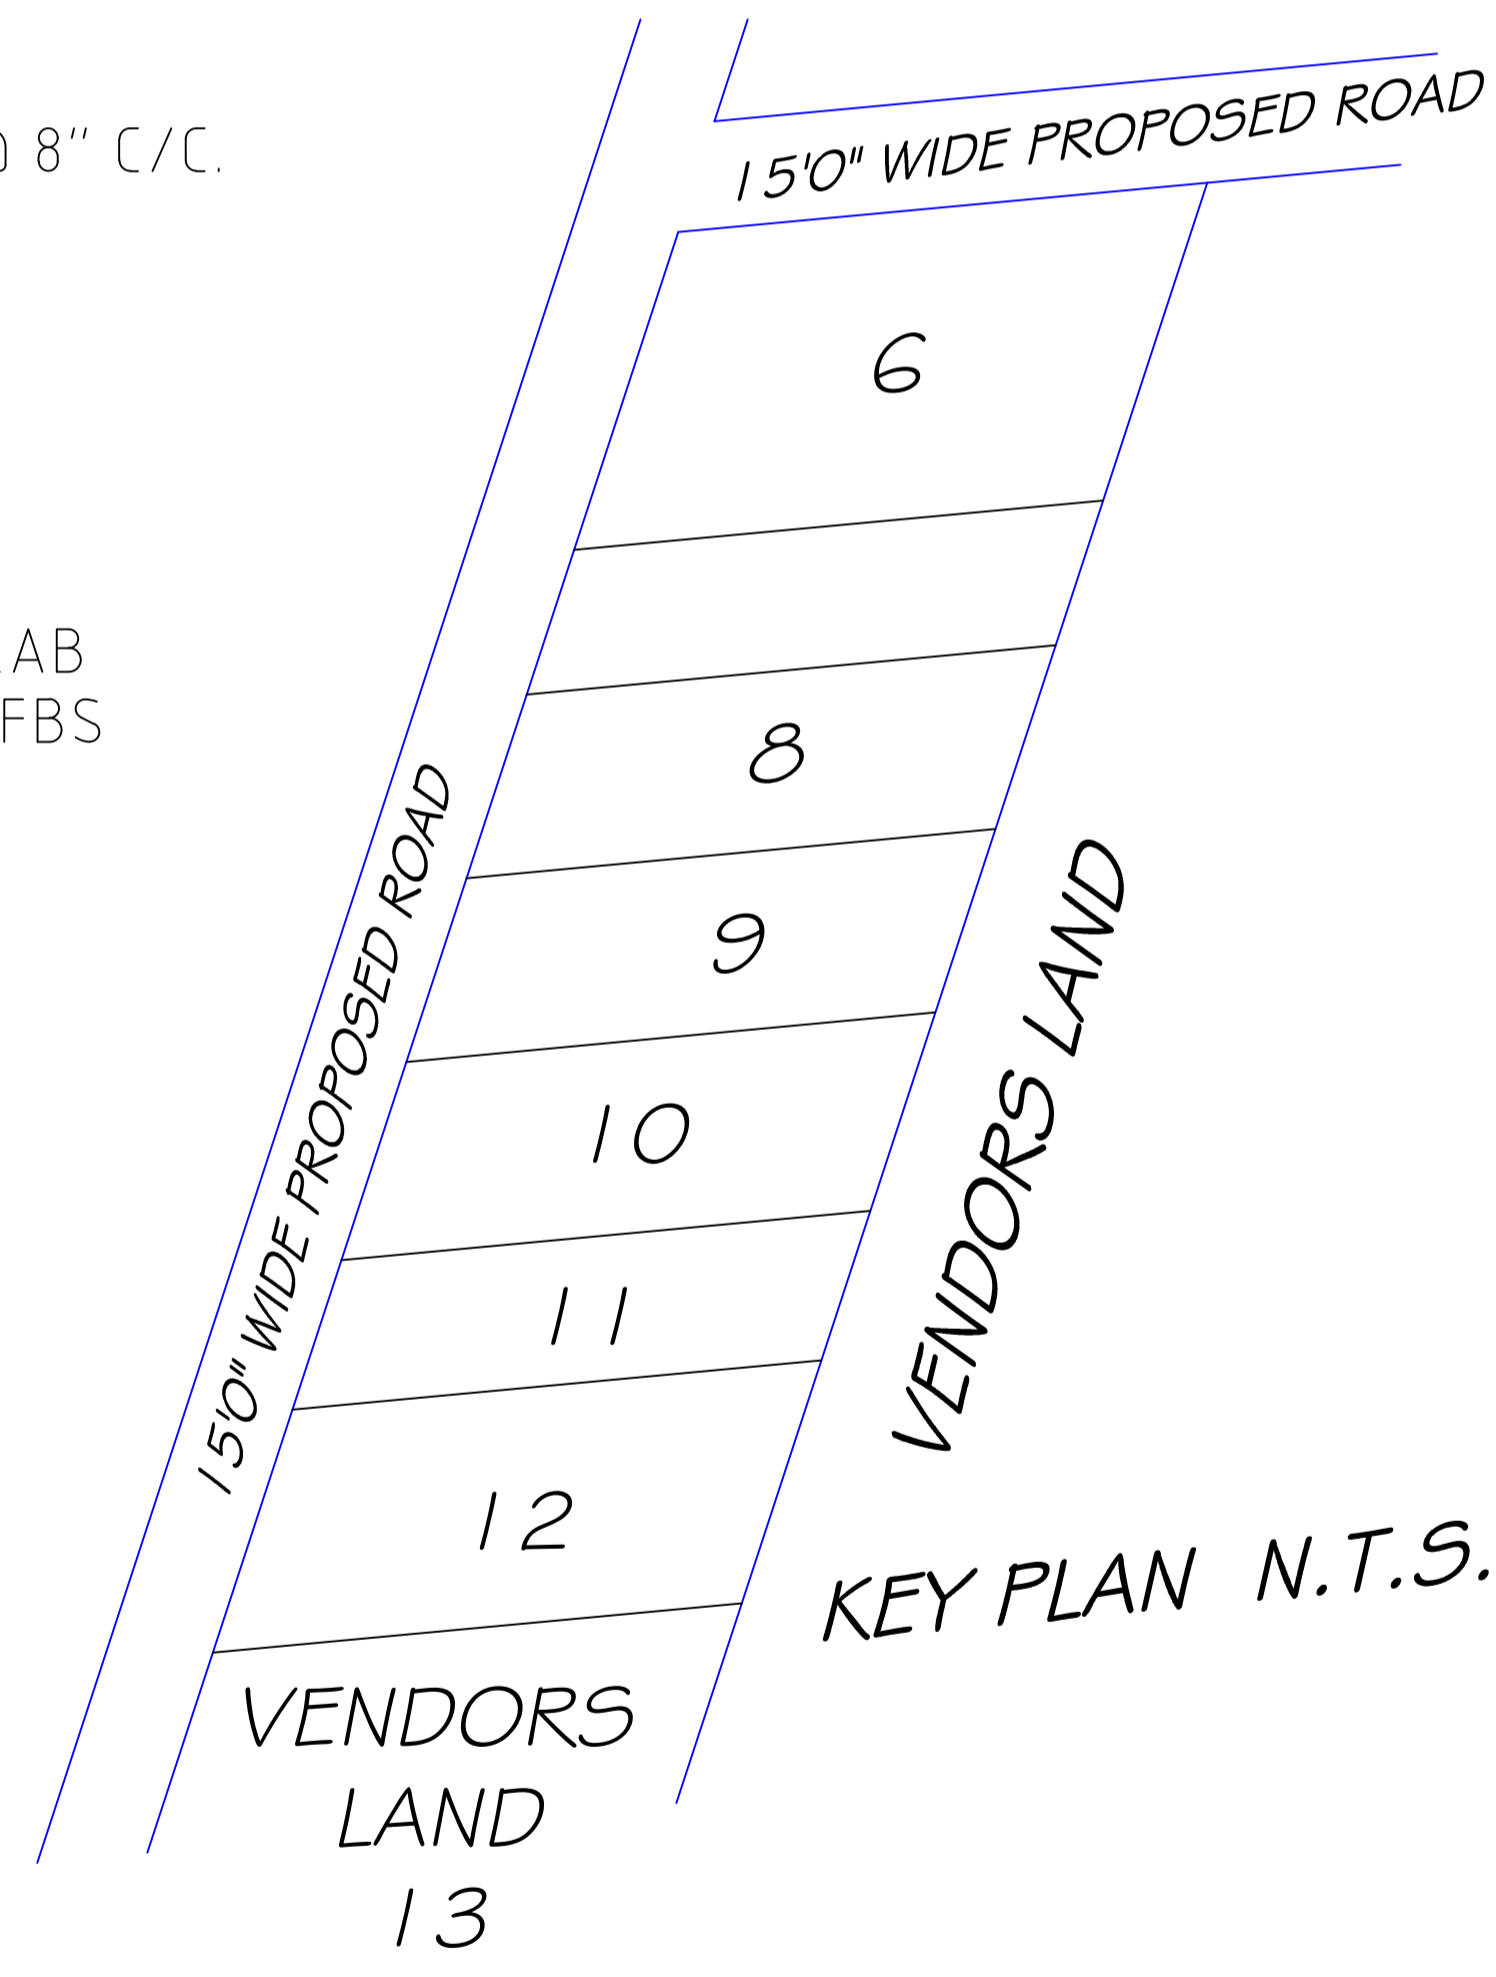 8" C/C.
15'0" WIDE PROPOSED ROAD
6
AB
FBS
8
15'0" WIDE PROPOSED ROAD
9
VENDORS LAND
10
11
12
KEY PLAN N.T.S.
VENDORS
LAND
13